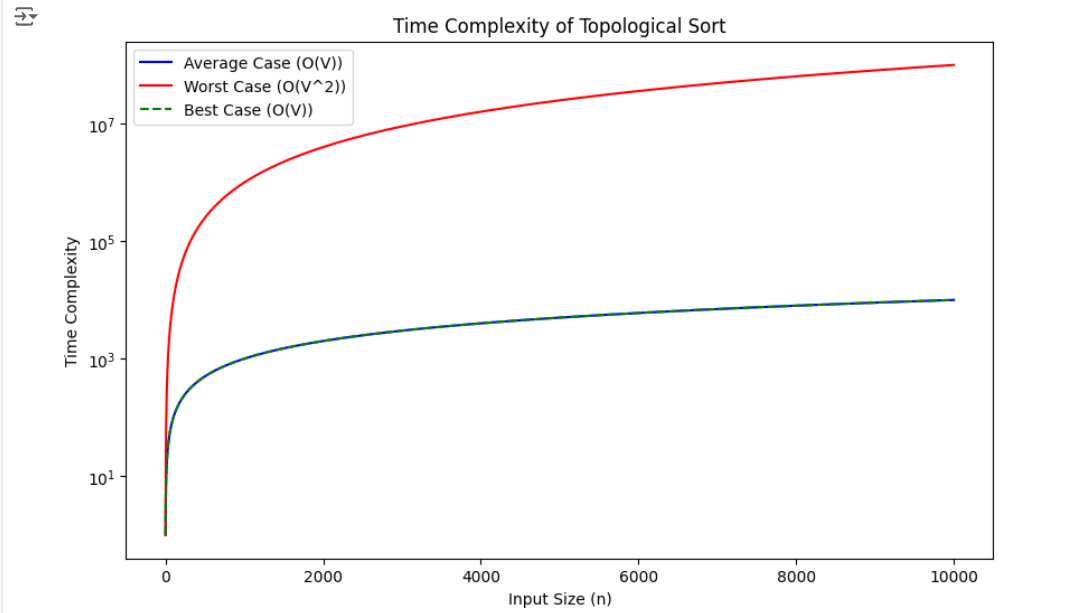 Time Complexity of Topological Sort
Average Case (O(V))
Worst Case (O(V^2))
Best Case (O(V))
10^7
10^5
10^3
10^1
Time Complexity
0 2000 4000 6000 8000 10000
Input Size (n)